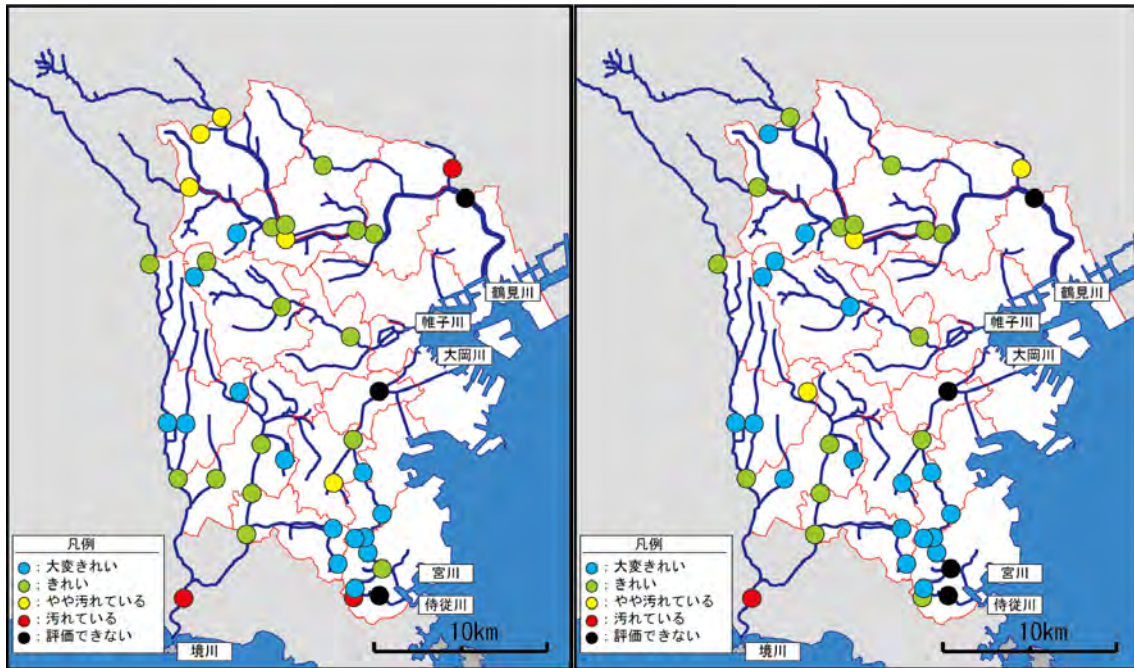 鶴見川
帷子川
大岡川
凡例
:大変きれい
:きれい
:やや汚れている
:汚れている
:評価できない
宮川
侍従川
10km
境川
鶴見川
帷子川
大岡川
凡例
:大変きれい
:きれい
:やや汚れている
:汚れている
:評価できない
宮川
侍従川
10km
境川